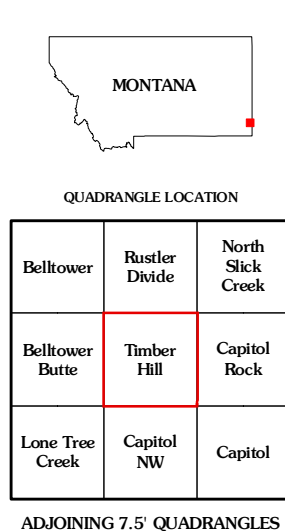 MONTANA
QUADRANGLE LOCATION
Belltower
Rustler
Divide
North
Slick
Creek
Belltower
Butte
Timber
Hill
Capitol
Rock
Lone Tree
Creek
Capitol
NW
Capitol
ADJOINING 7.5' QUADRANGLES